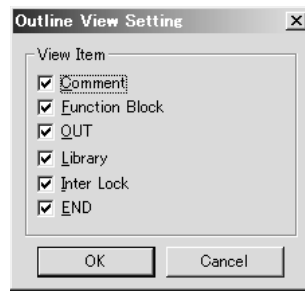 Outline View Setting
View Item
Comment
Function Block
OUT
Library
Inter Lock
END
OK Cancel